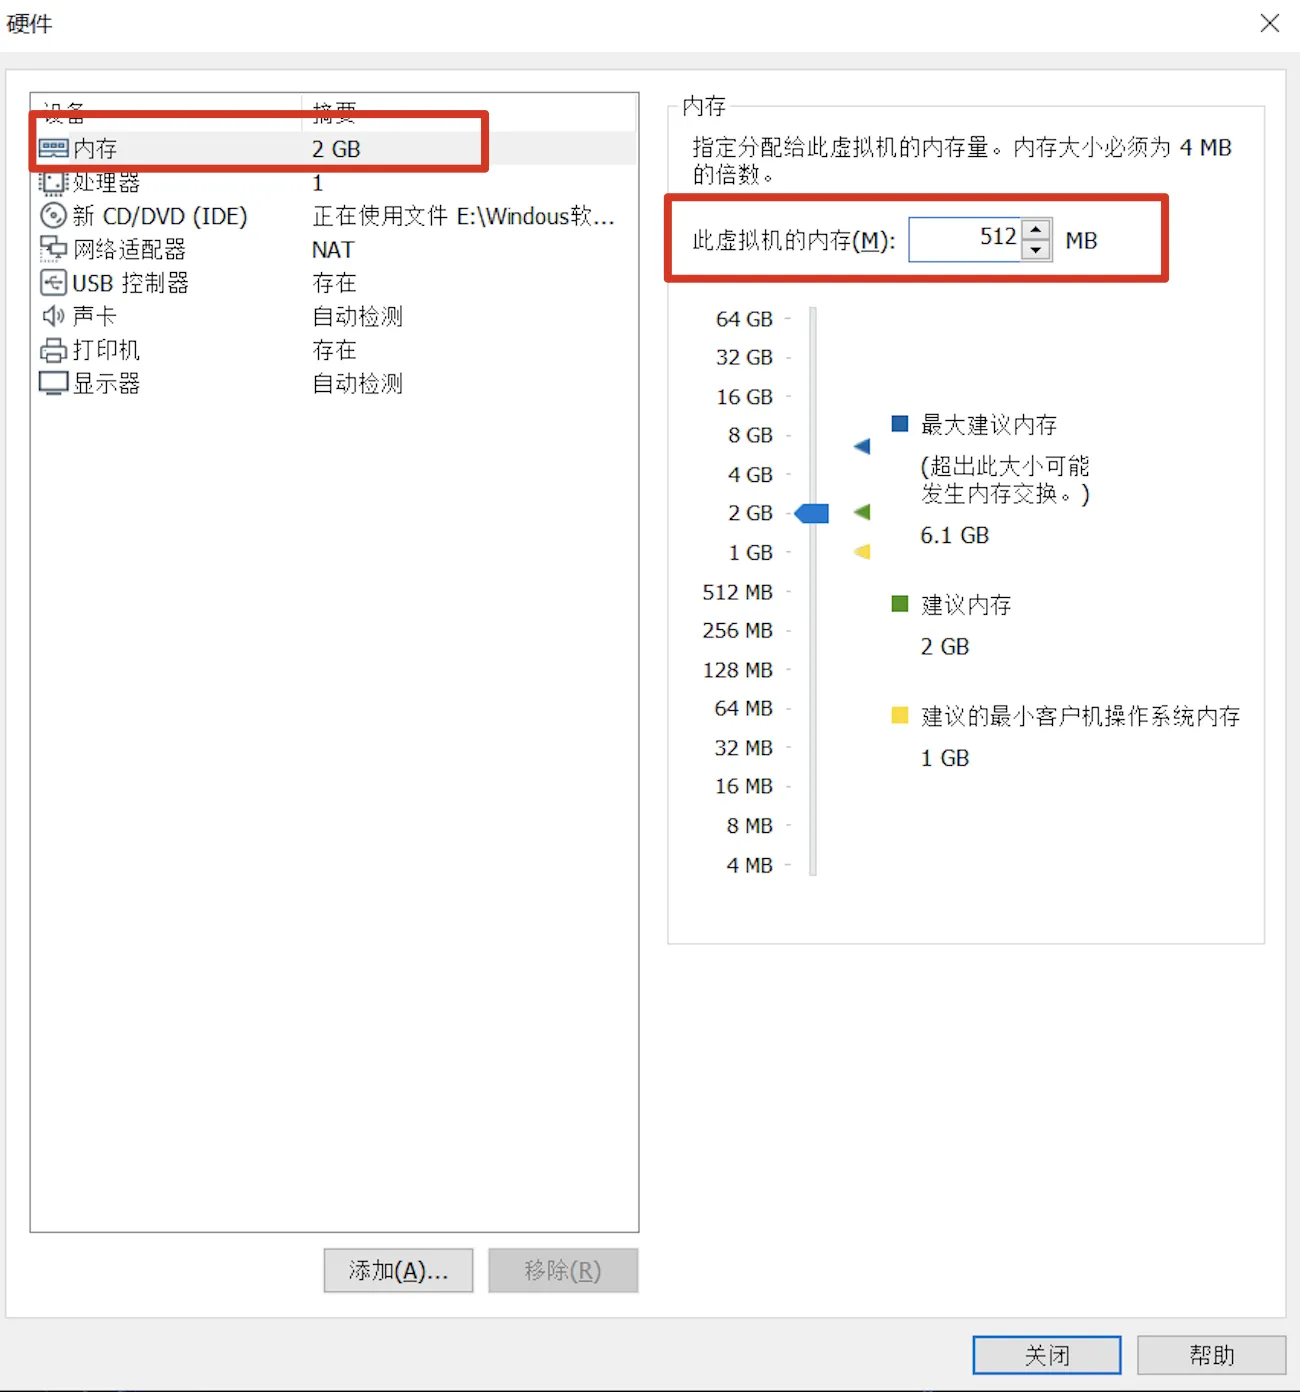 硬件
设备 摘要
内存 2 GB
处理器 1
新 CD/DVD (IDE) 正在使用文件 E:\Windous软...
网络适配器 NAT
USB 控制器 存在
声卡 自动检测
打印机 存在
显示器 自动检测
添加(A)...
移除(R)
内存
指定分配给此虚拟机的内存量。内存大小必须为 4 MB
的倍数。
此虚拟机的内存(M): 512 MB
64 GB
32 GB
16 GB
8 GB
4 GB
2 GB
1 GB
512 MB
256 MB
128 MB
64 MB
32 MB
16 MB
8 MB
4 MB
最大建议内存
(超出此大小可能
发生内存交换。)
6.1 GB
建议内存
2 GB
建议的最小客户机操作系统内存
1 GB
关闭
帮助